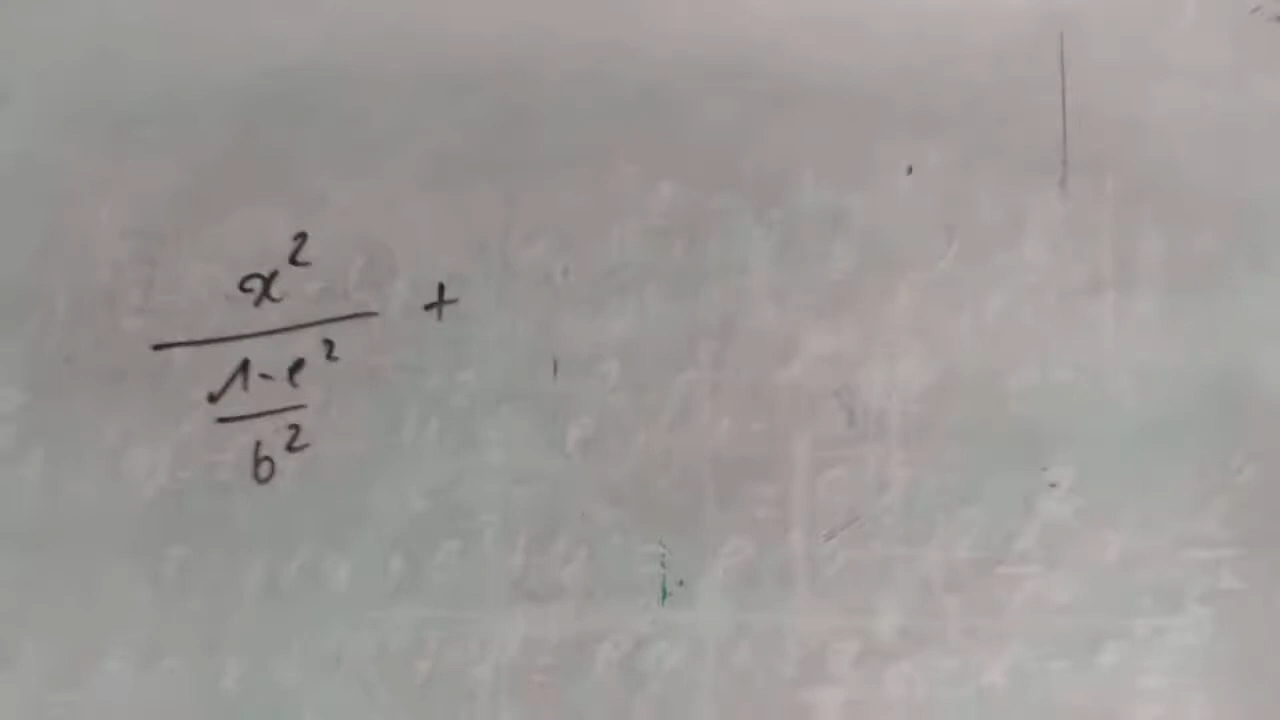 x²
─── +
1-e²
───
b²